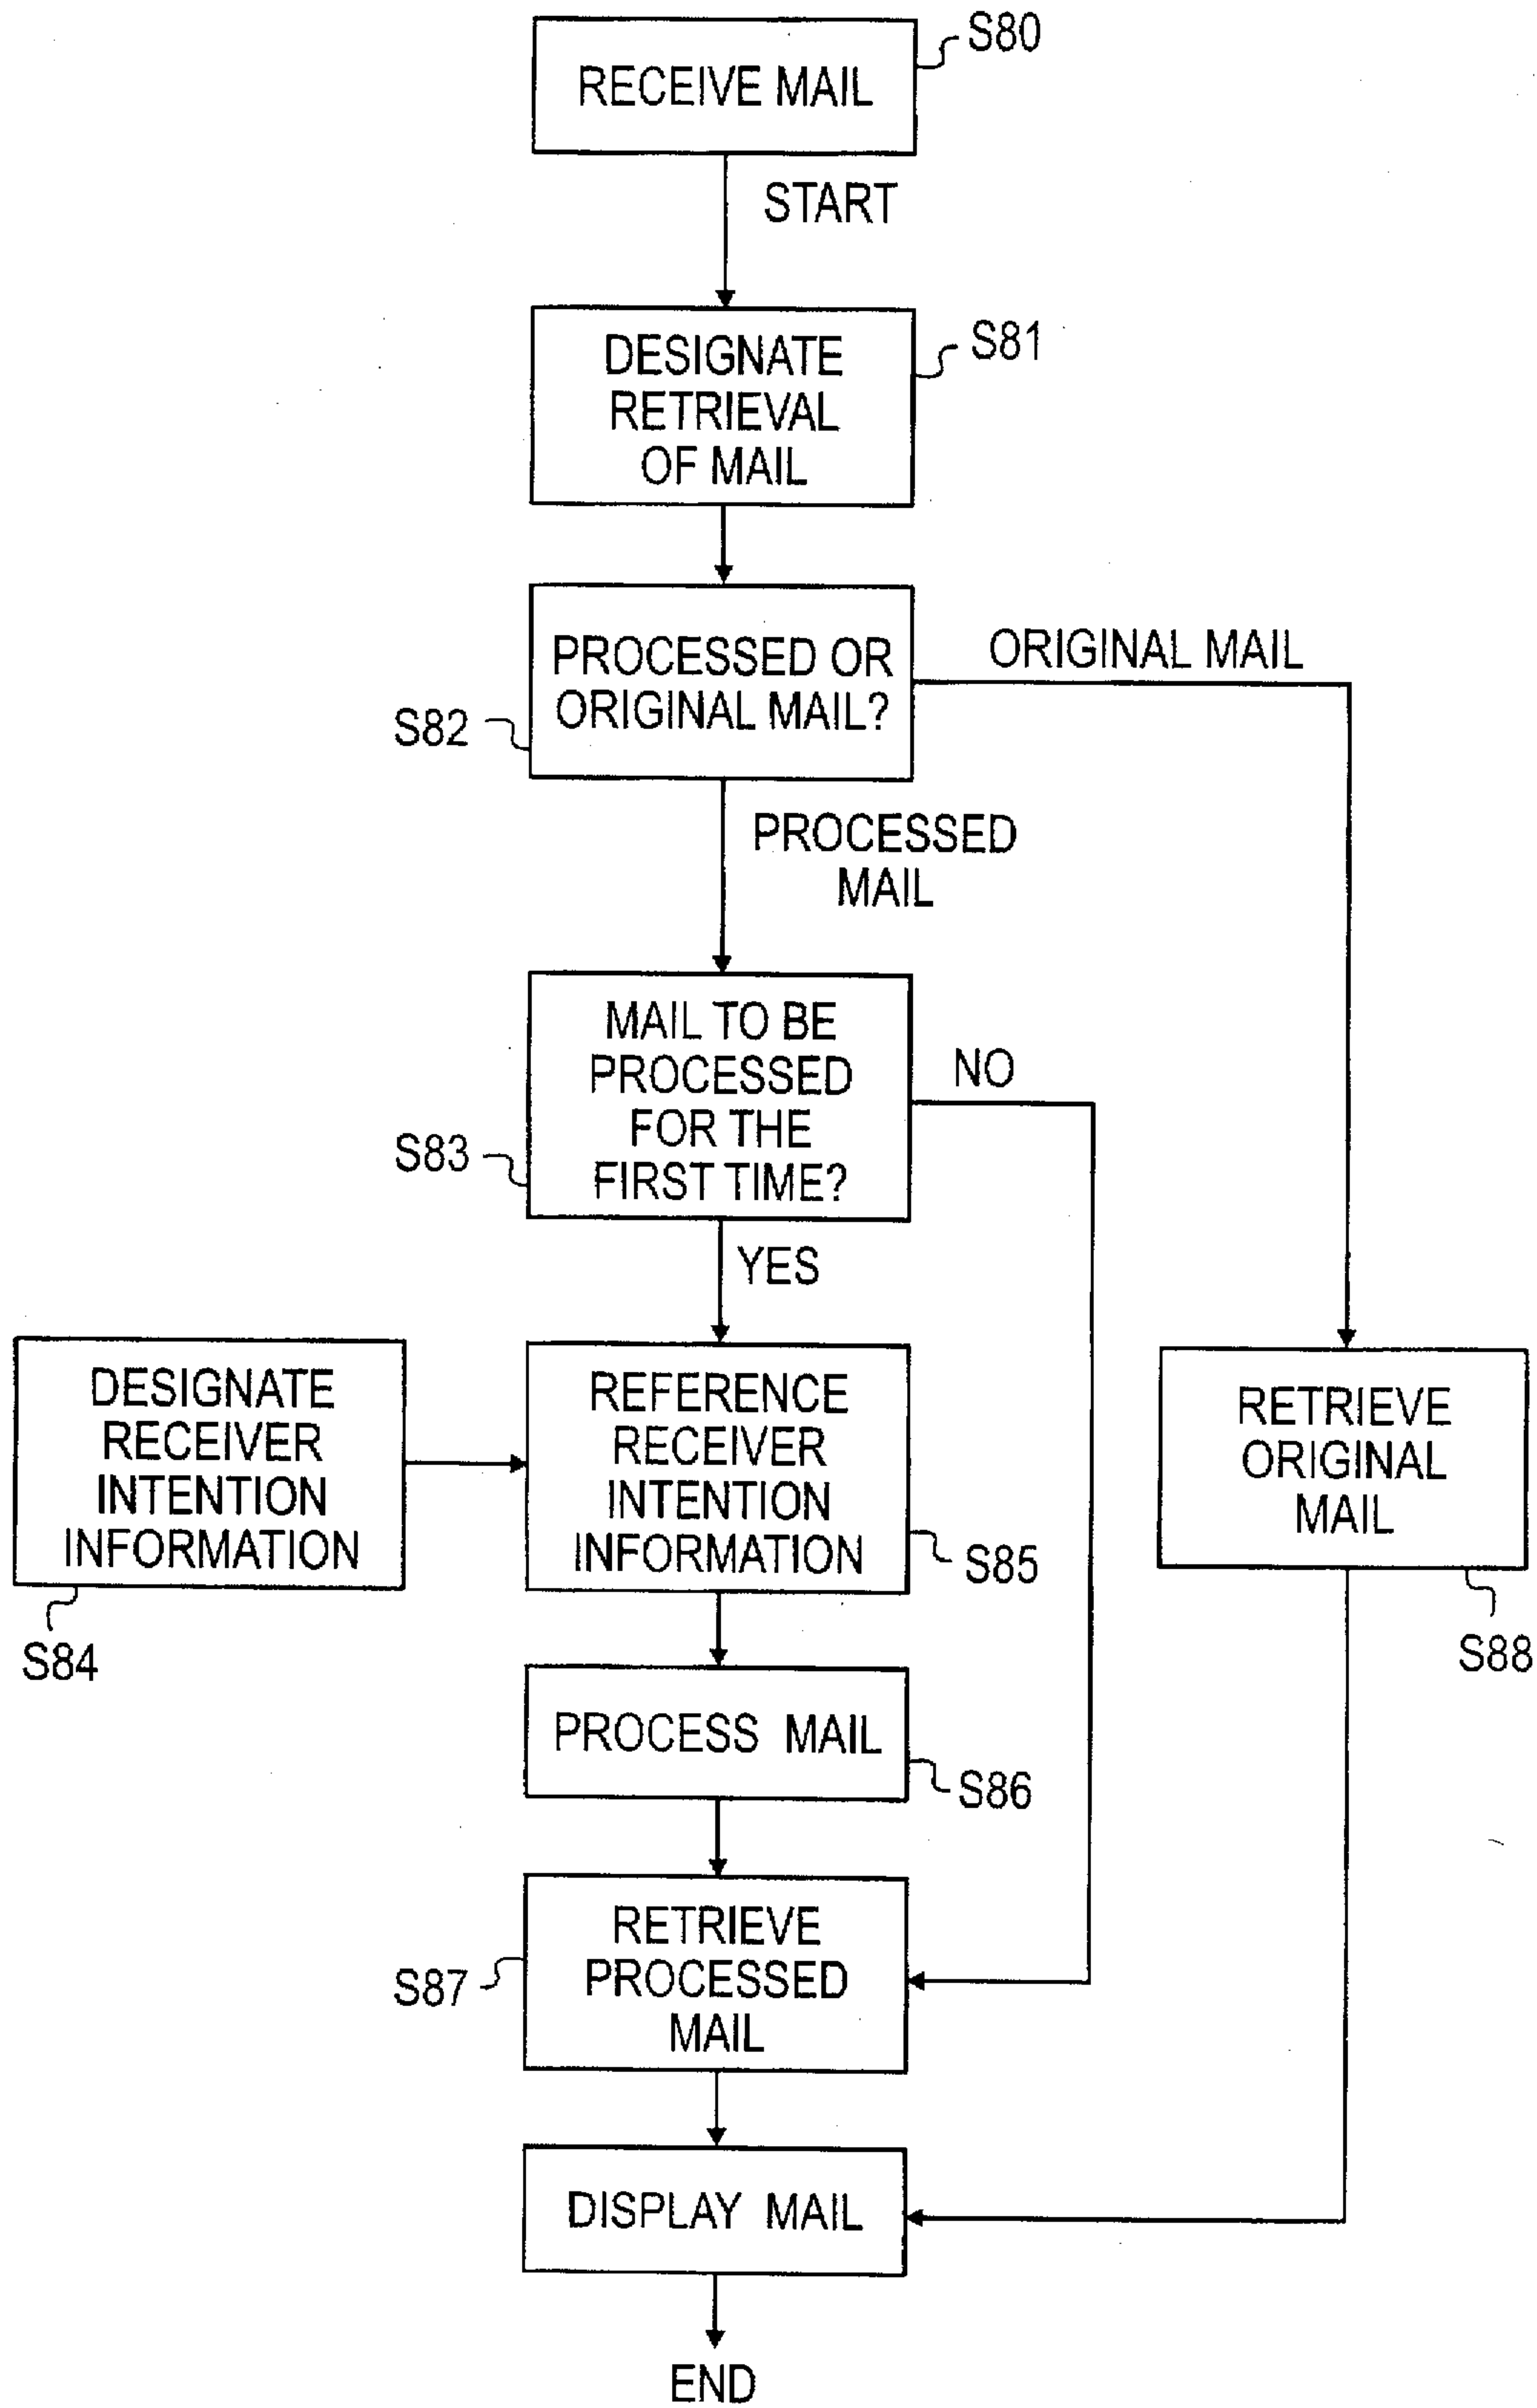 RECEIVE MAIL
S80
START
DESIGNATE
RETRIEVAL
OF MAIL
S81
PROCESSED OR
ORIGINAL MAIL?
S82
ORIGINAL MAIL
PROCESSED
MAIL
MAIL TO BE
PROCESSED
FOR THE
FIRST TIME?
S83
NO
YES
DESIGNATE
RECEIVER
INTENTION
INFORMATION
S84
REFERENCE
RECEIVER
INTENTION
INFORMATION
S85
RETRIEVE
ORIGINAL
MAIL
S88
PROCESS MAIL
S86
RETRIEVE
PROCESSED
MAIL
S87
DISPLAY MAIL
END